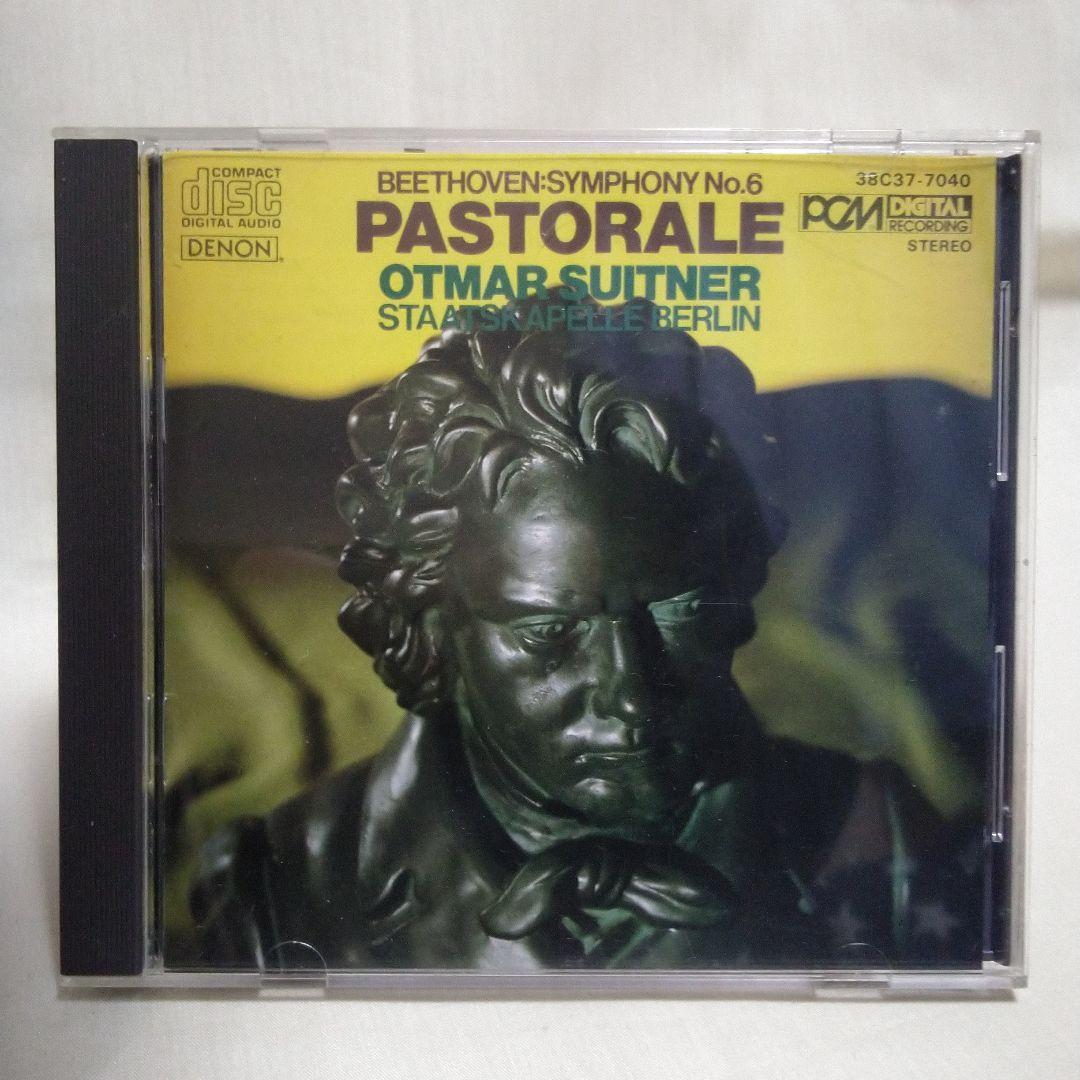 COMPACT
disc
DIGITAL AUDIO
DENON
BEETHOVEN:SYMPHONY No.6
PASTORALE
OTMAR SUITNER
STAATSKAPELLE BERLIN
38C37-7040
PCM DIGITAL
RECORDING
STEREO